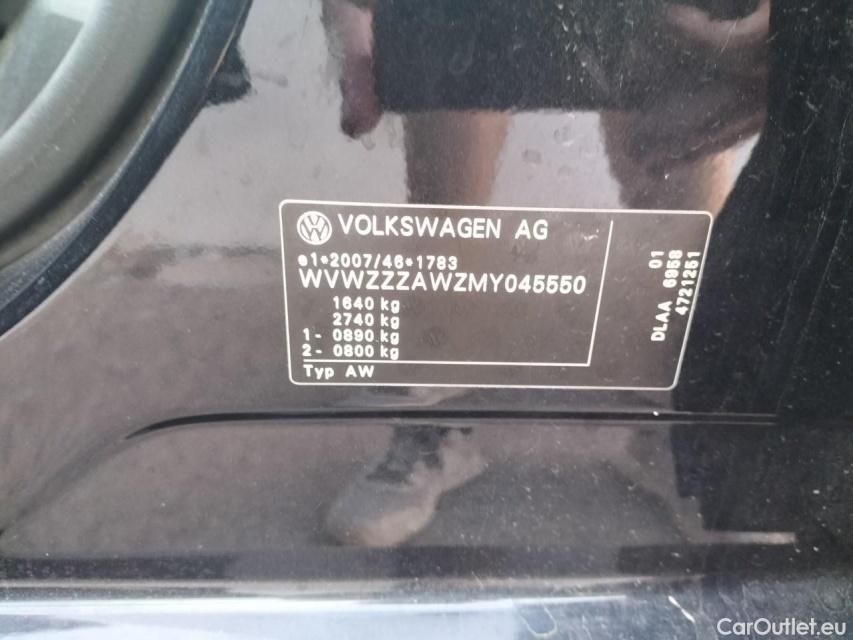 VOLKSWAGEN AG
e1*2007/46*1783
WVWZZZAWZMY045550
1640 kg
2740 kg
1- 0890 kg
2- 0800 kg
Typ AW
01
DLAA 6958
4721251
CarOutlet.eu